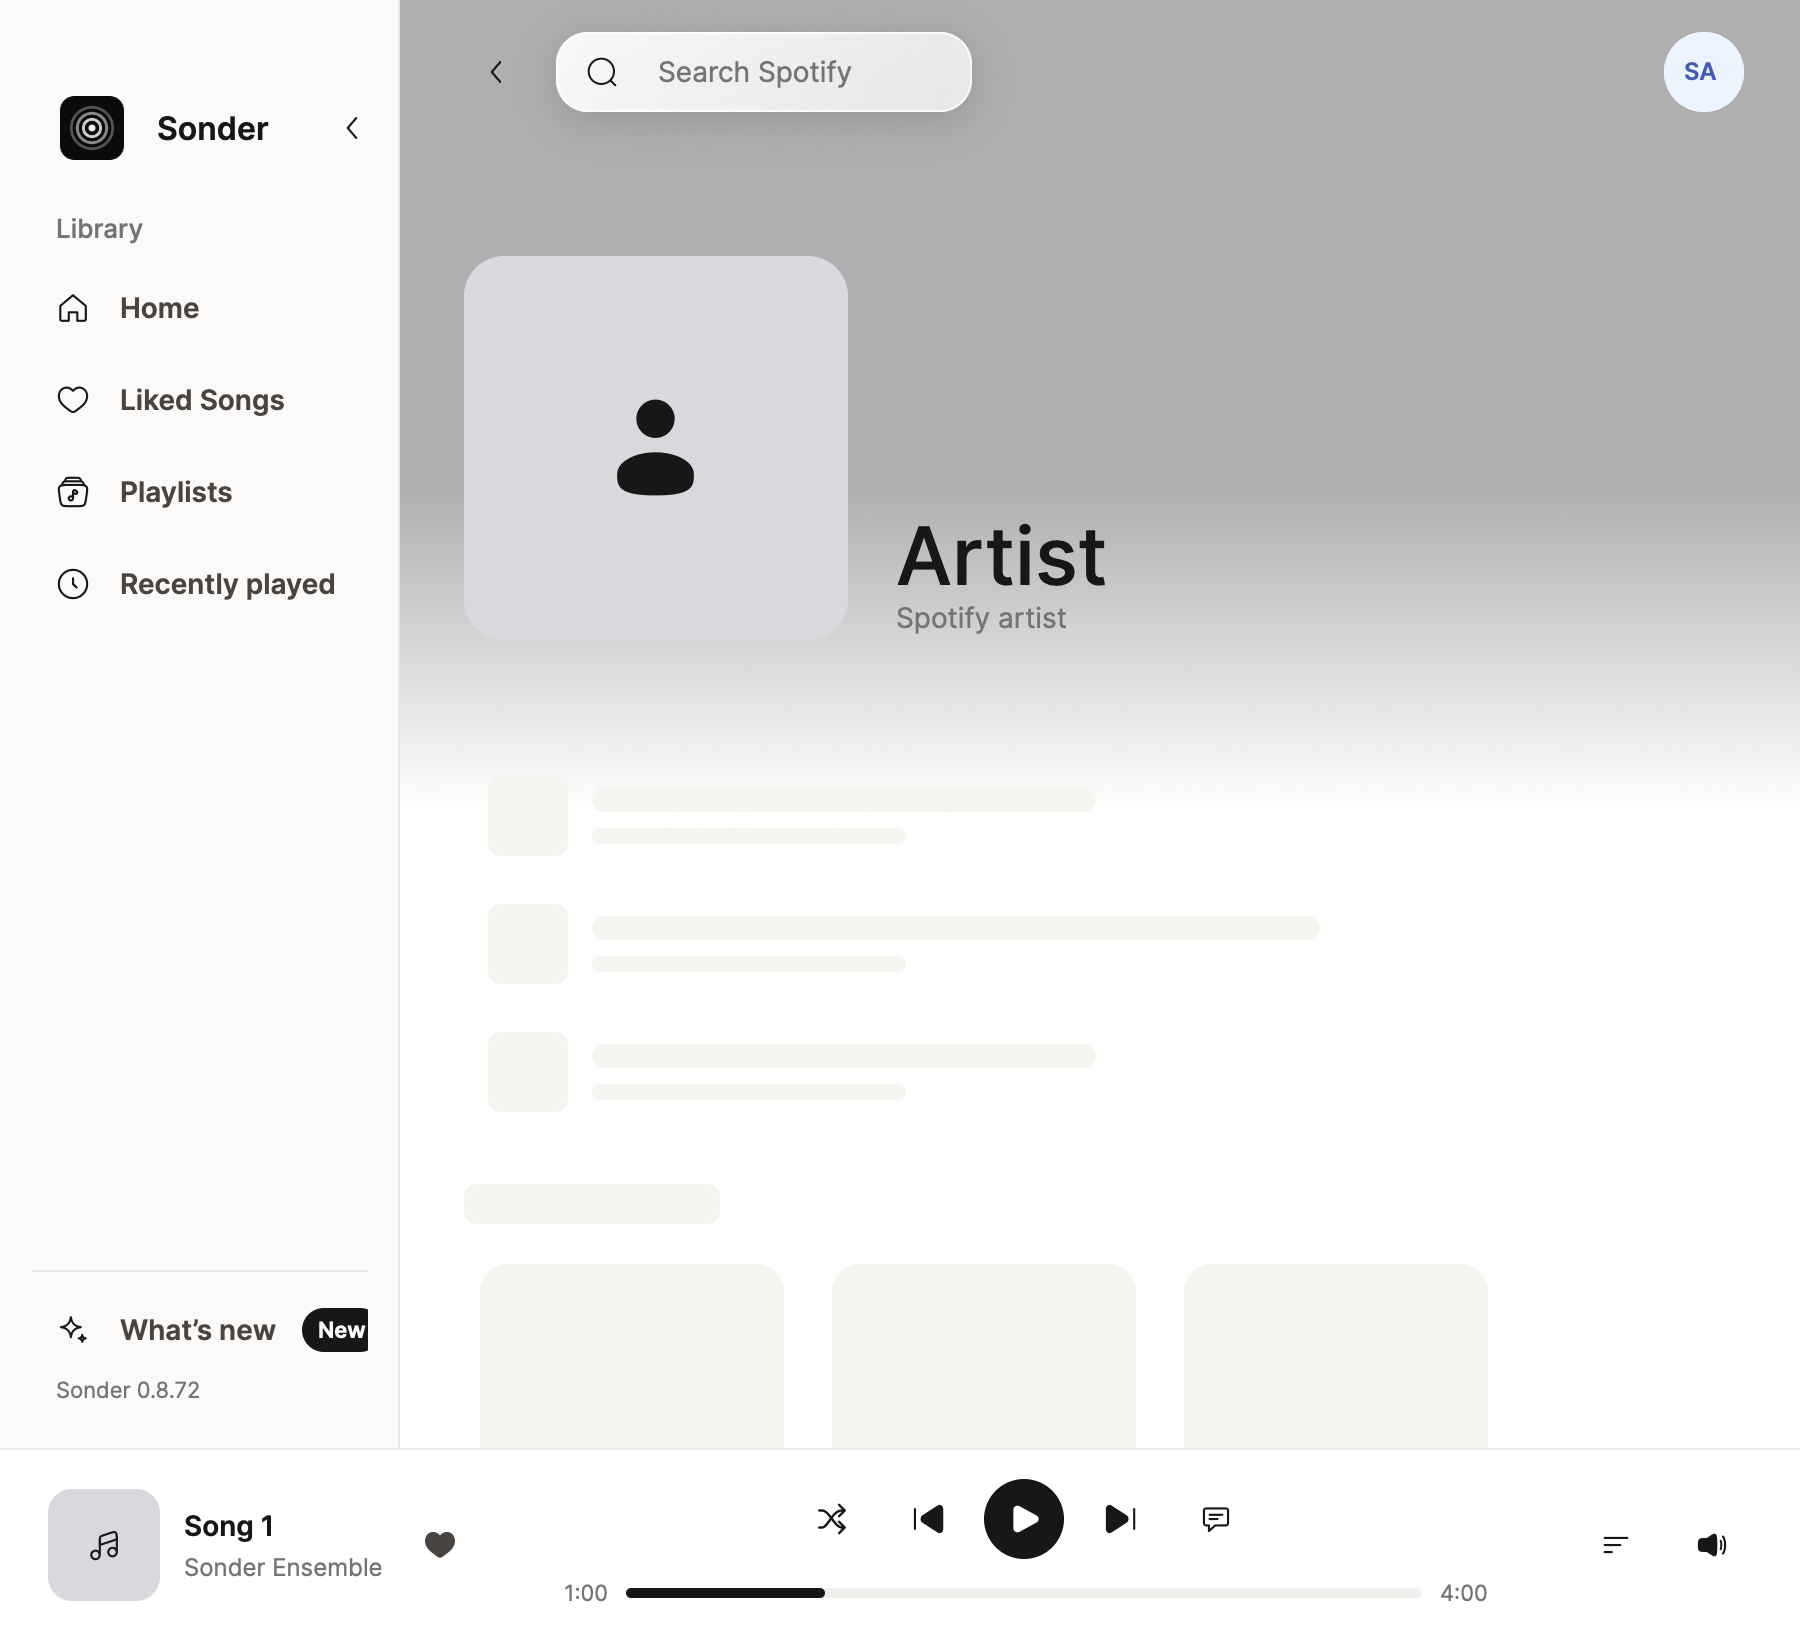 Sonder
Library
Home
Liked Songs
Playlists
Recently played
What’s new New
Sonder 0.8.72
Search Spotify
SA
Artist
Spotify artist
Song 1
Sonder Ensemble
1:00
4:00